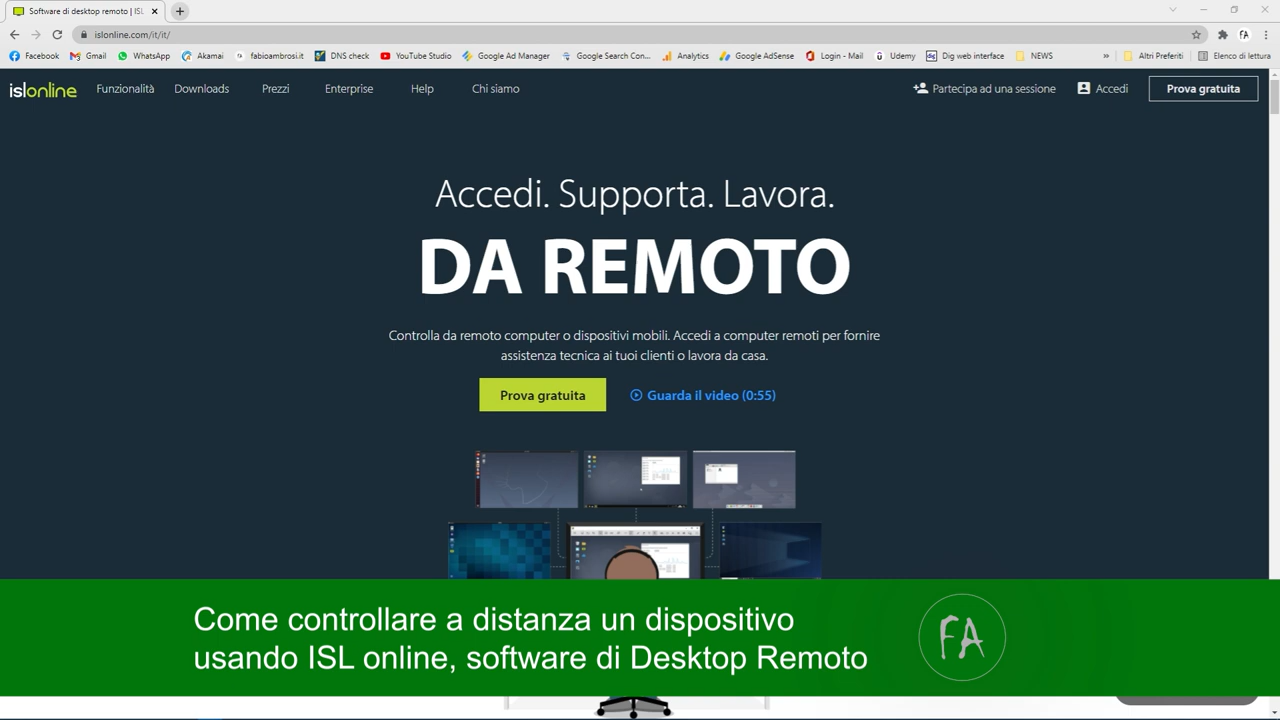 Software di desktop remoto | ISL
islonline.com/it/it/
Facebook Gmail WhatsApp Akamai fabioambrosi.it DNS check YouTube Studio Google Ad Manager Google Search Con... Analytics Google AdSense Login - Mail Udemy Dig web interface NEWS » Altri Preferiti Elenco di lettura
islonline Funzionalità Downloads Prezzi Enterprise Help Chi siamo Partecipa ad una sessione Accedi Prova gratuita
Accedi. Supporta. Lavora.
DA REMOTO
Controlla da remoto computer o dispositivi mobili. Accedi a computer remoti per fornire
assistenza tecnica ai tuoi clienti o lavora da casa.
Prova gratuita Guarda il video (0:55)
Come controllare a distanza un dispositivo
usando ISL online, software di Desktop Remoto
FA